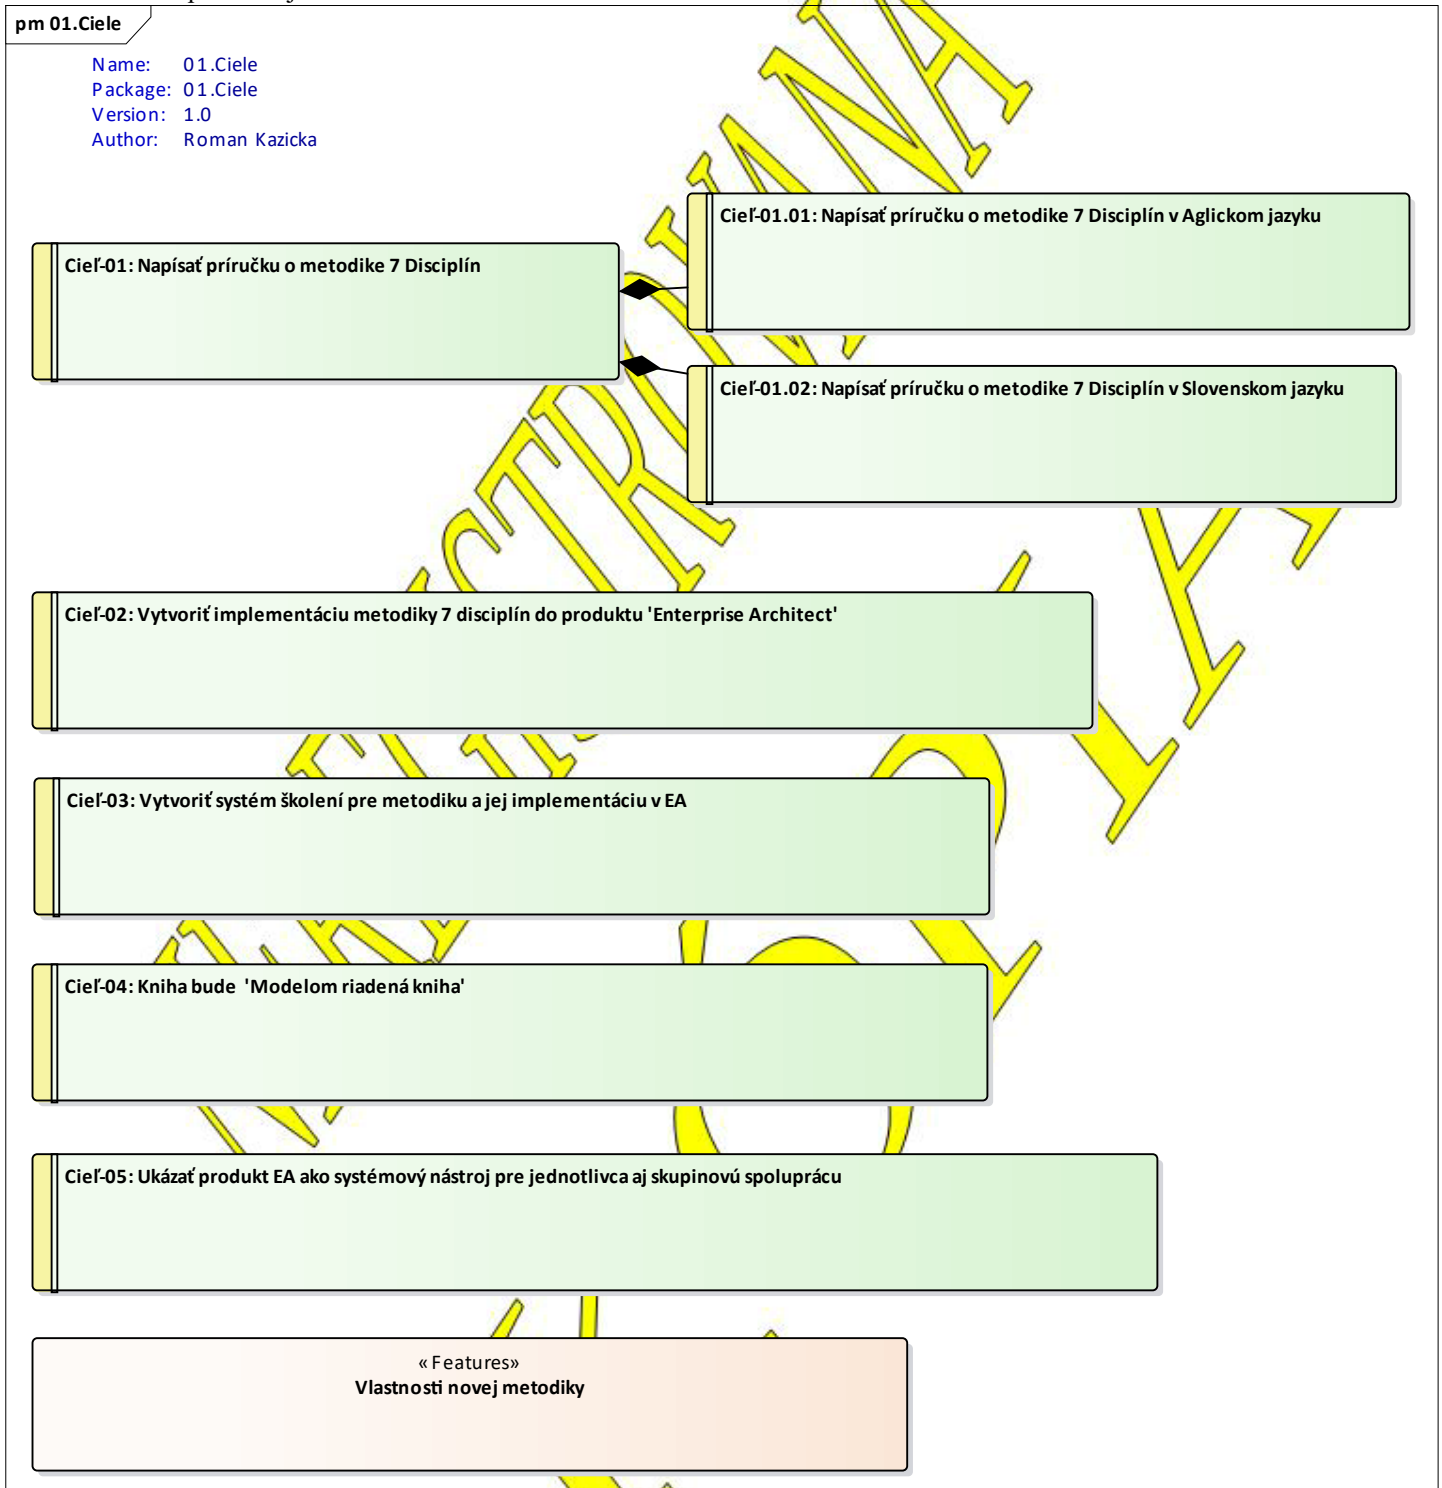 pm 01.Ciele
Name: 01.Ciele
Package: 01.Ciele
Version: 1.0
Author: Roman Kazicka
Cieľ-01.01: Napísať príručku o metodike 7 Disciplín v Aglickom jazyku
Cieľ-01: Napísať príručku o metodike 7 Disciplín
Cieľ-01.02: Napísať príručku o metodike 7 Disciplín v Slovenskom jazyku
Cieľ-02: Vytvoriť implementáciu metodiky 7 disciplín do produktu 'Enterprise Architect'
Cieľ-03: Vytvoriť systém školení pre metodiku a jej implementáciu v EA
Cieľ-04: Kniha bude 'Modelom riadená kniha'
Cieľ-05: Ukázať produkt EA ako systémový nástroj pre jednotlivca aj skupinovú spoluprácu
«Features»
Vlastnosti novej metodiky